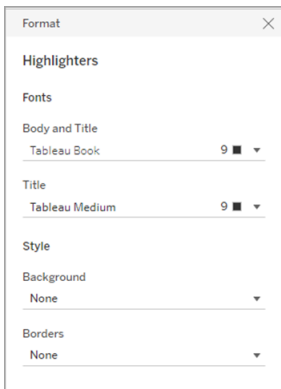 Format
Highlighters
Fonts
Body and Title
Tableau Book 9
Title
Tableau Medium 9
Style
Background
None
Borders
None